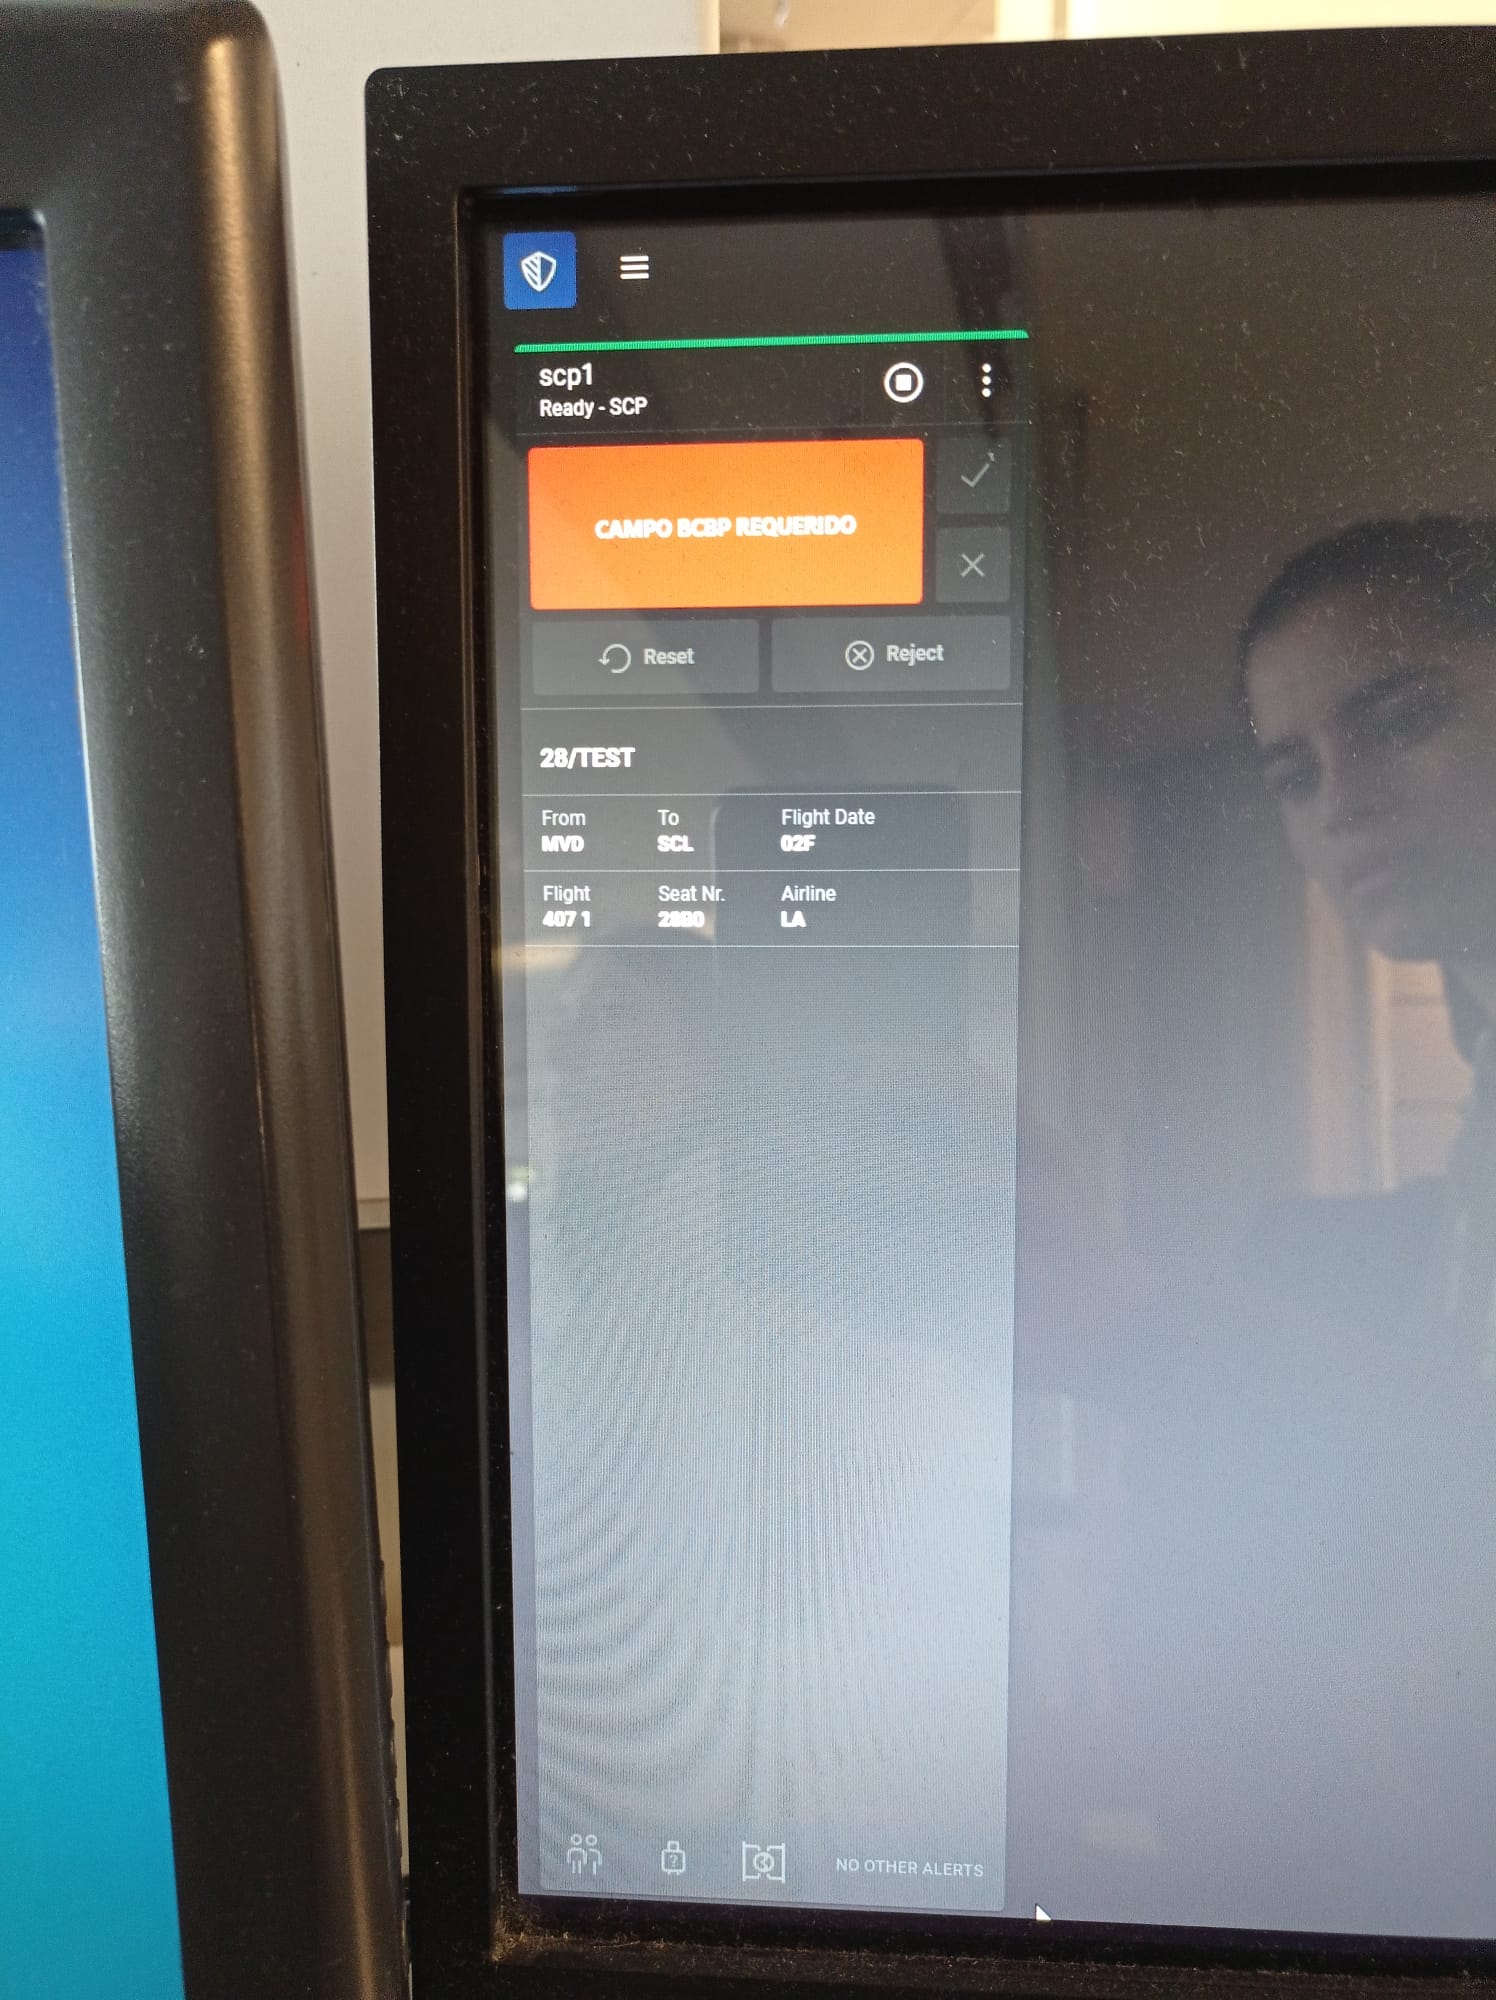 scp1
Ready - SCP
CAMPO BCBP REQUERIDO
Reset
Reject
28/TEST
From To Flight Date
MVD SCL 02F
Flight Seat Nr. Airline
407 1 LA
NO OTHER ALERTS